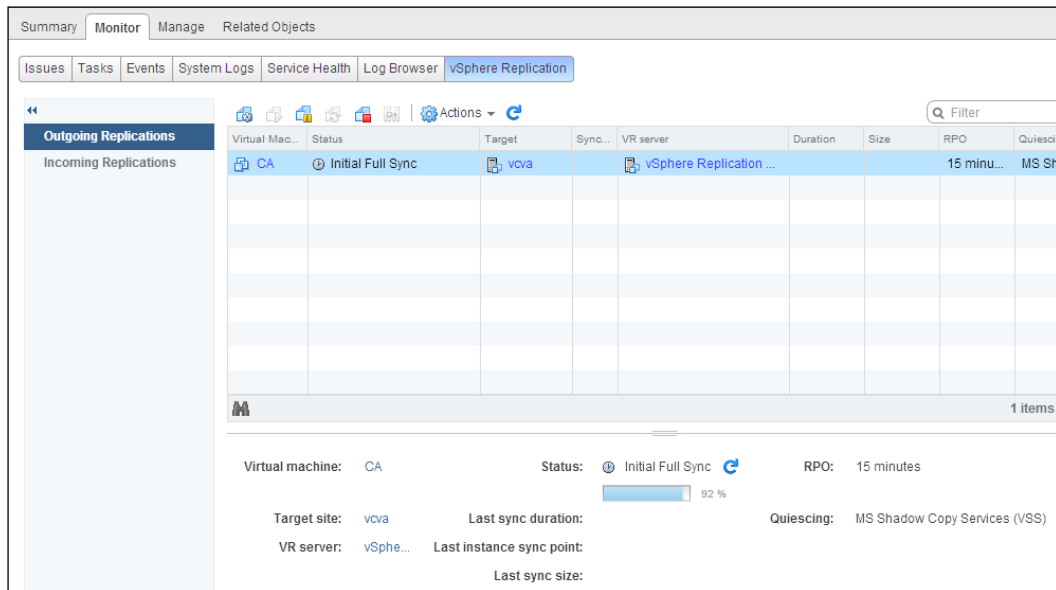 Summary Monitor Manage Related Objects
Issues Tasks Events System Logs Service Health Log Browser vSphere Replication
Outgoing Replications
Incoming Replications
Actions
Filter
Virtual Mac... Status Target Sync... VR server Duration Size RPO Quiesci
CA Initial Full Sync vcva vSphere Replication ... 15 minu... MS Sh
1 items
Virtual machine: CA Status: Initial Full Sync RPO: 15 minutes
92 %
Target site: vcva Last sync duration: Quiescing: MS Shadow Copy Services (VSS)
VR server: vSphe... Last instance sync point:
Last sync size: